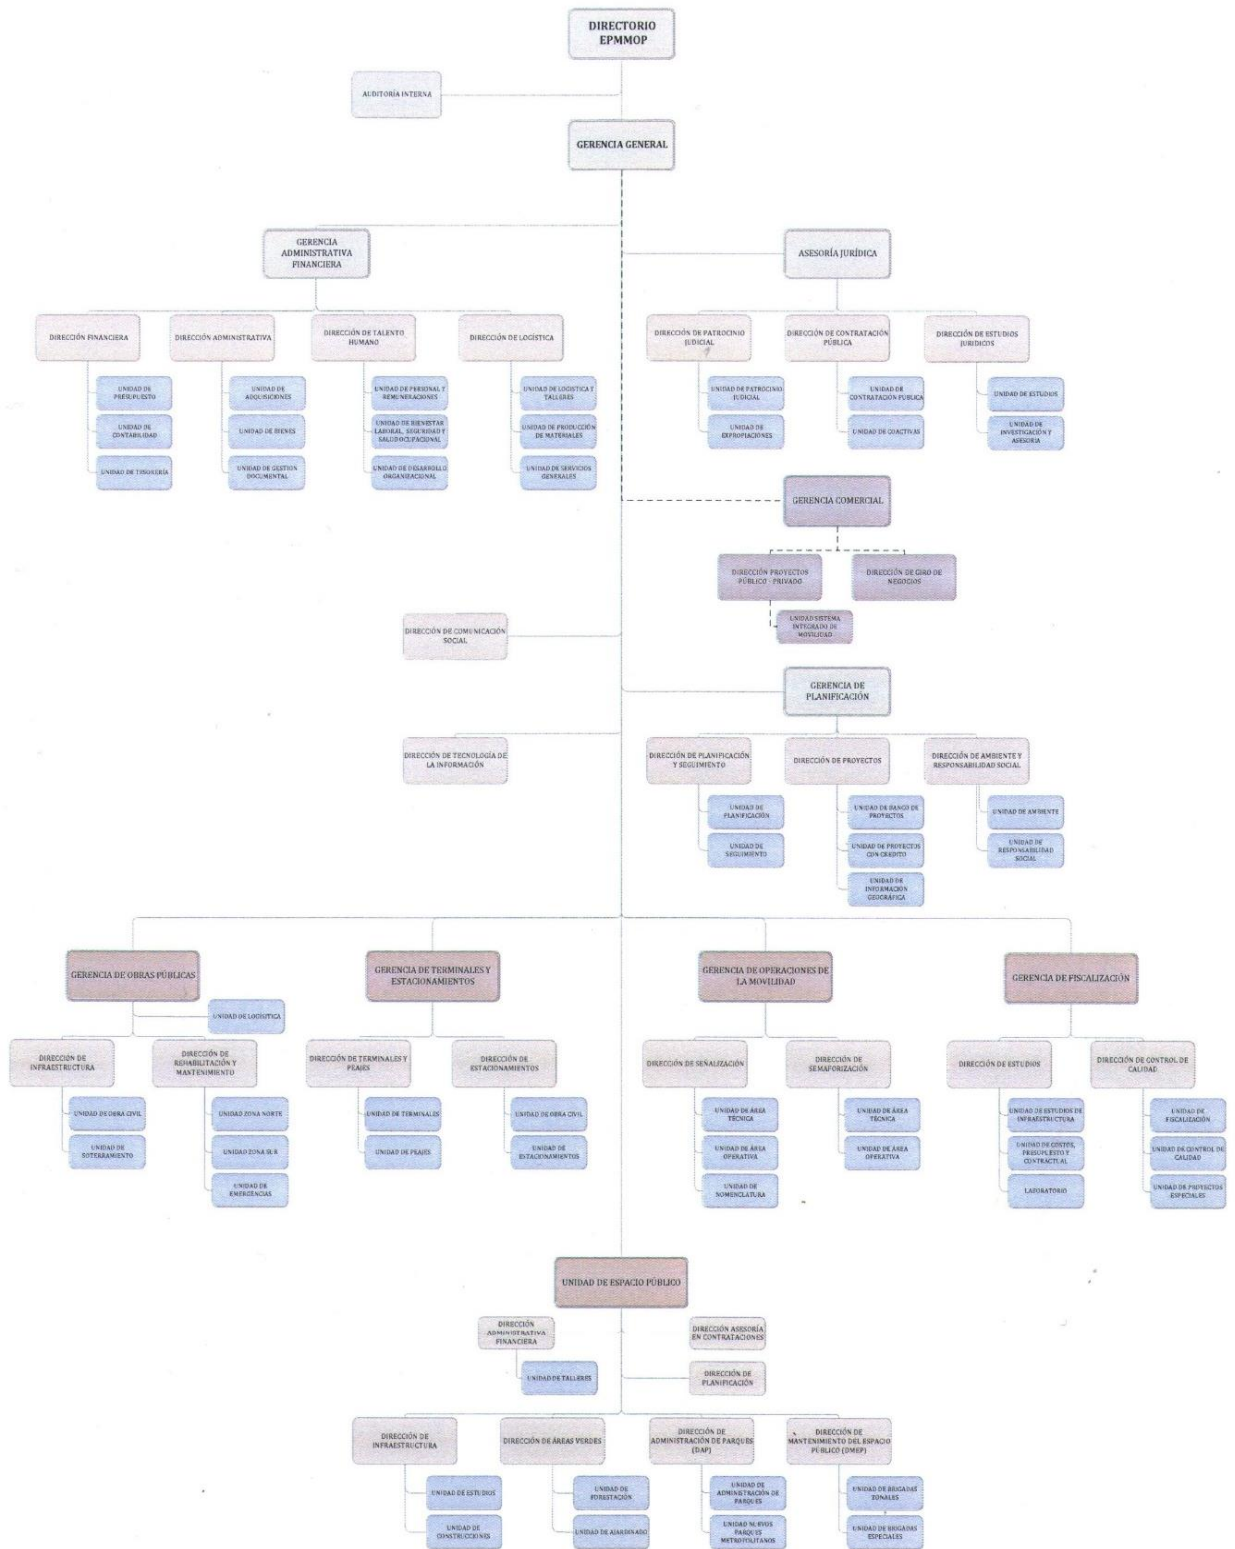 DIRECTORIO
EPMMOP
AUDITORÍA INTERNA
GERENCIA GENERAL
GERENCIA
ADMINISTRATIVA
FINANCIERA
ASESORÍA JURÍDICA
DIRECCIÓN FINANCIERA
DIRECCIÓN ADMINISTRATIVA
DIRECCIÓN DE TALENTO
HUMANO
DIRECCIÓN DE LOGÍSTICA
DIRECCIÓN DE PATROCINIO
JUDICIAL
DIRECCIÓN DE CONTRATACIÓN
PÚBLICA
DIRECCIÓN DE ESTUDIOS
JURIDICOS
UNIDAD DE
PRESUPUESTO
UNIDAD DE
CONTABILIDAD
UNIDAD DE TESORERÍA
UNIDAD DE
ADQUISICIONES
UNIDAD DE BIENES
UNIDAD DE GESTION
DOCUMENTAL
UNIDAD DE PERSONAL Y
REMUNERACIONES
UNIDAD DE BIENESTAR
LABORAL, SEGURIDAD Y
SALUD OCUPACIONAL
UNIDAD DE DESARROLLO
ORGANIZACIONAL
UNIDAD DE LOGISTICA Y
TALLERES
UNIDAD DE PRODUCCIÓN
DE MATERIALES
UNIDAD DE SERVICIOS
GENERALES
UNIDAD DE PATROCINIO
JUDICIAL
UNIDAD DE
EXPROPIACIONES
UNIDAD DE
CONTRATACIÓN PUBLICA
UNIDAD DE COACTIVAS
UNIDAD DE ESTUDIOS
UNIDAD DE
INVESTIGACIÓN Y
ASESORIA
GERENCIA COMERCIAL
DIRECCIÓN PROYECTOS
PÚBLICO - PRIVADO
DIRECCIÓN DE GIRO DE
NEGOCIOS
UNIDAD SISTEMA
INTEGRADO DE
MOVILIDAD
DIRECCIÓN DE COMUNICACIÓN
SOCIAL
GERENCIA DE
PLANIFICACIÓN
DIRECCIÓN DE TECNOLOGÍA DE
LA INFORMACIÓN
DIRECCIÓN DE PLANIFICACIÓN
Y SEGUIMIENTO
DIRECCIÓN DE PROYECTOS
DIRECCIÓN DE AMBIENTE Y
RESPONSABILIDAD SOCIAL
UNIDAD DE
PLANIFICACIÓN
UNIDAD DE
SEGUIMIENTO
UNIDAD DE BANCO DE
PROYECTOS
UNIDAD DE PROYECTOS
CON CREDITO
UNIDAD DE
INFORMACIÓN
GEOGRÁFICA
UNIDAD DE AMBIENTE
UNIDAD DE
RESPONSABILIDAD
SOCIAL
GERENCIA DE OBRAS PÚBLICAS
GERENCIA DE TERMINALES Y
ESTACIONAMIENTOS
GERENCIA DE OPERACIONES DE
LA MOVILIDAD
GERENCIA DE FISCALIZACIÓN
UNIDAD DE LOGISITICA
DIRECCIÓN DE
INFRAESTRUCTURA
DIRECCIÓN DE
REHABILITACIÓN Y
MANTENIMIENTO
DIRECCIÓN DE TERMINALES Y
PEAJES
DIRECCIÓN DE
ESTACIONAMIENTOS
DIRECCIÓN DE SEÑALIZACIÓN
DIRECCIÓN DE
SEMAFORIZACIÓN
DIRECCIÓN DE ESTUDIOS
DIRECCIÓN DE CONTROL DE
CALIDAD
UNIDAD DE OBRA CIVIL
UNIDAD DE
SOTERRAMIENTO
UNIDAD ZONA NORTE
UNIDAD ZONA SUR
UNIDAD DE
EMERGENCIAS
UNIDAD DE TERMINALES
UNIDAD DE PEAJES
UNIDAD DE OBRA CIVIL
UNIDAD DE
ESTACIONAMIENTOS
UNIDAD DE ÁREA
TÉCNICA
UNIDAD DE ÁREA
OPERATIVA
UNIDAD DE
NOMENCLATURA
UNIDAD DE ÁREA
TÉCNICA
UNIDAD DE ÁREA
OPERATIVA
UNIDAD DE ESTUDIOS DE
INFRAESTRUCTURA
UNIDAD DE COSTOS,
PRESUPUESTO Y
CONTRACTUAL
LABORATORIO
UNIDAD DE
FISCALIZACIÓN
UNIDAD DE CONTROL DE
CALIDAD
UNIDAD DE PROYECTOS
ESPECIALES
UNIDAD DE ESPACIO PÚBLICO
DIRECCIÓN
ADMINISTRATIVA
FINANCIERA
DIRECCIÓN ASESORÍA
EN CONTRATACIONES
UNIDAD DE TALLERES
DIRECCIÓN DE
PLANIFICACIÓN
DIRECCIÓN DE
INFRAESTRUCTURA
DIRECCIÓN DE ÁREAS VERDES
DIRECCIÓN DE
ADMINISTRACIÓN DE PARQUES
(DAP)
DIRECCIÓN DE
MANTENIMIENTO DEL ESPACIO
PÚBLICO (DMEP)
UNIDAD DE ESTUDIOS
UNIDAD DE
CONSTRUCCIONES
UNIDAD DE
FORESTACIÓN
UNIDAD DE AJARDINADO
UNIDAD DE
ADMINISTRACIÓN DE
PARQUES
UNIDAD NUEVOS
PARQUES
METROPOLITANOS
UNIDAD DE BRIGADAS
ZONALES
UNIDAD DE BRIGADAS
ESPECIALES